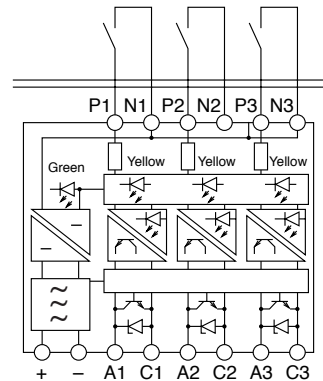 P1 N1 P2 N2 P3 N3
Green Yellow Yellow Yellow
+ − A1 C1 A2 C2 A3 C3